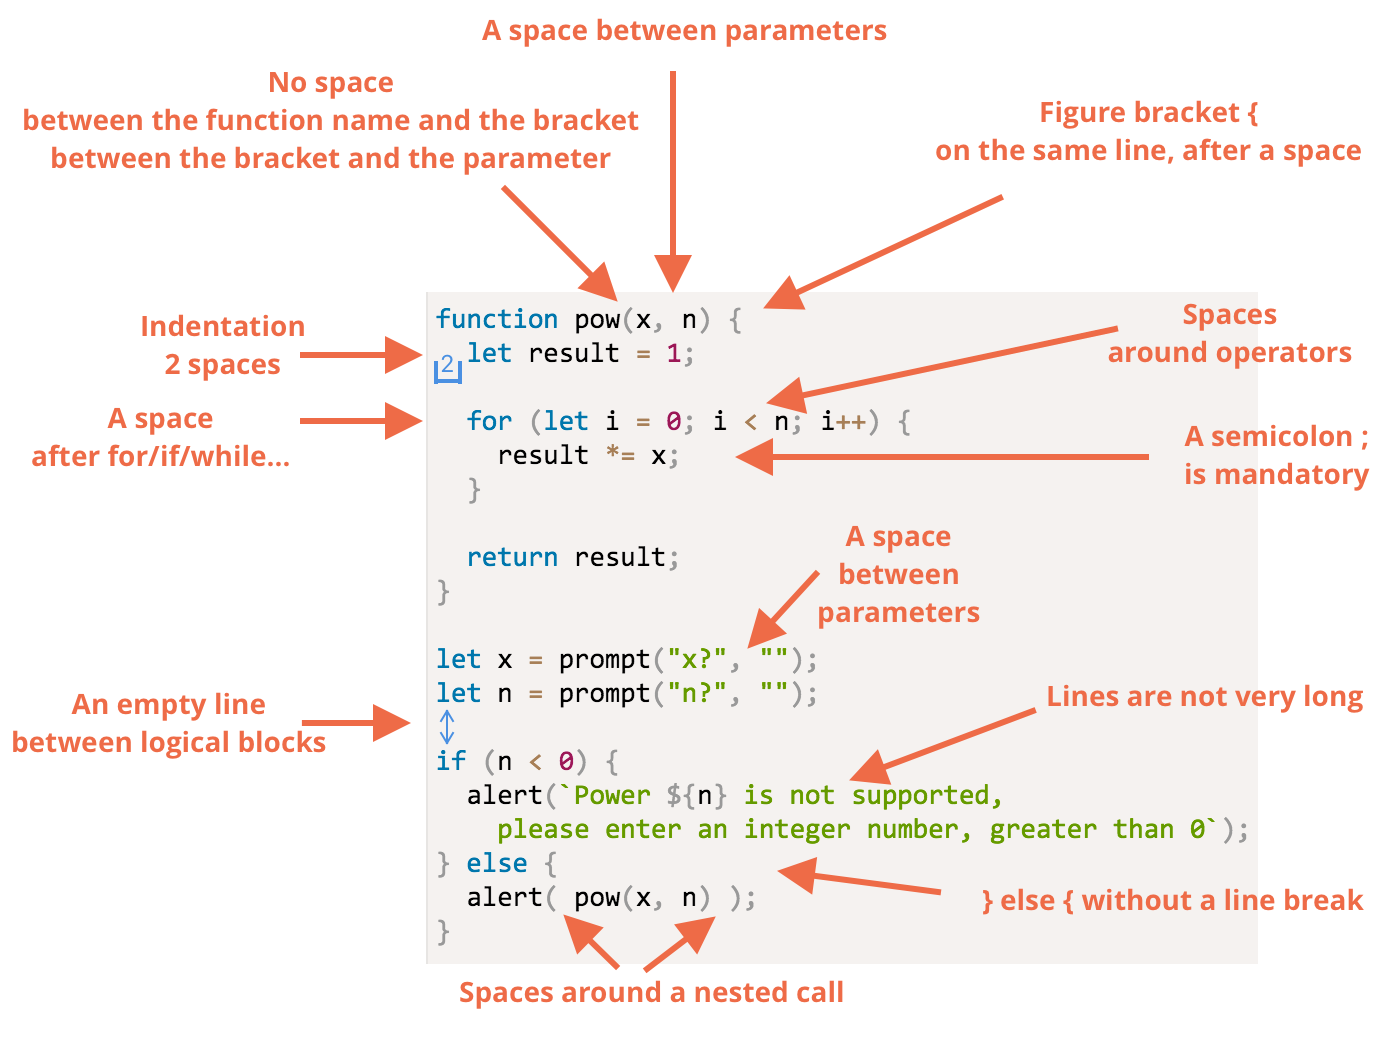 A space between parameters
No space
between the function name and the bracket
between the bracket and the parameter
Figure bracket {
on the same line, after a space
Indentation
2 spaces
A space
after for/if/while...
An empty line
between logical blocks
function pow(x, n) {
  let result = 1;
2
  for (let i = 0; i < n; i++) {
    result *= x;
  }
  return result;
}
let x = prompt("x?", "");
let n = prompt("n?", "");
if (n < 0) {
  alert(`Power ${n} is not supported,
    please enter an integer number, greater than 0`);
} else {
  alert( pow(x, n) );
}
Spaces
around operators
A semicolon ;
is mandatory
A space
between
parameters
Lines are not very long
} else { without a line break
Spaces around a nested call